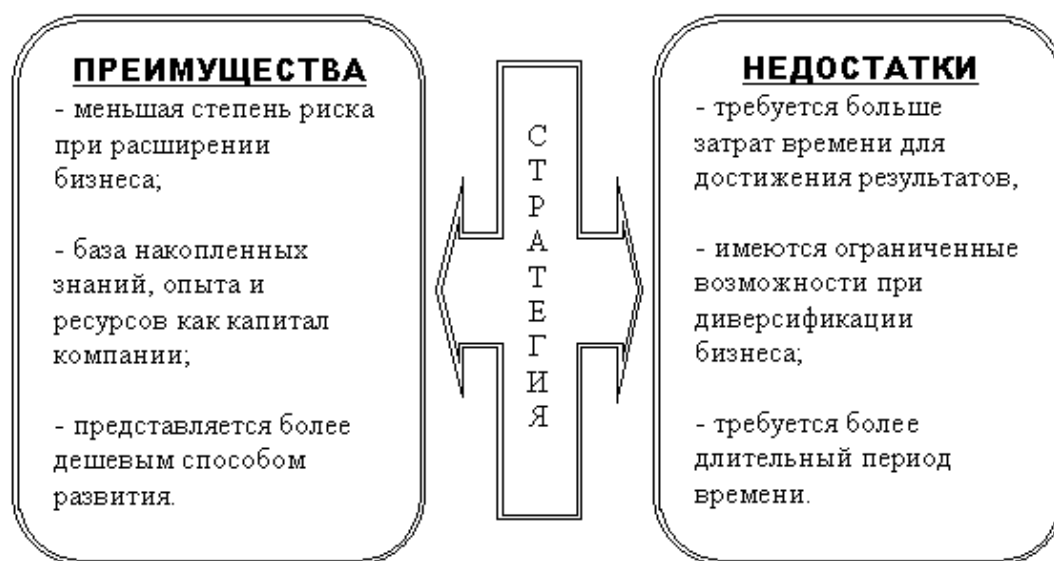 ПРЕИМУЩЕСТВА
- меньшая степень риска
при расширении
бизнеса;
- база накопленных
знаний, опыта и
ресурсов как капитал
компании;
- представляется более
дешевым способом
развития.
СТРАТЕГИЯ
НЕДОСТАТКИ
- требуется больше
затрат времени для
достижения результатов,
- имеются ограниченные
возможности при
диверсификации
бизнеса;
- требуется более
длительный период
времени.